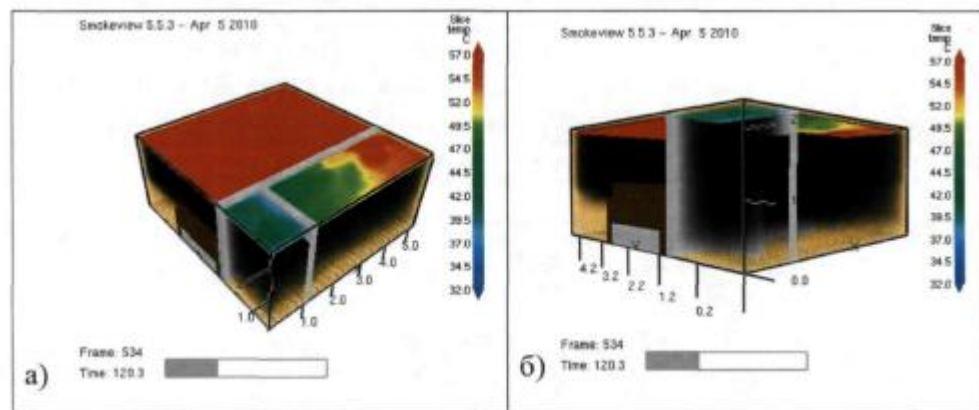 Smokeview 5.5.3 – Apr 5 2010
Slice
temp
C
57.0
54.5
52.0
49.5
47.0
44.5
42.0
39.5
37.0
34.5
32.0
5.0
4.0
3.0
2.0
1.0
1.0
Frame: 534
Time: 120.3
а)
Smokeview 5.5.3 – Apr 5 2010
Slice
temp
C
57.0
54.5
52.0
49.5
47.0
44.5
42.0
39.5
37.0
34.5
32.0
4.2
3.2
2.2
1.2
0.2
0.0
Frame: 534
Time: 120.3
б)